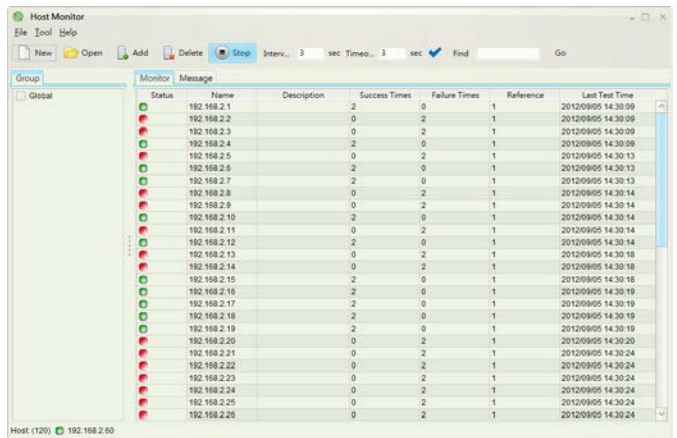 Host Monitor
File Tool Help
New Open Add Delete Stop Interv... 3 sec Timeo... 3 sec Find Go
Group Monitor Message
Global Status Name Description Success Times Failure Times Reference Last Test Time
192.168.2.1 2 0 1 2012/09/05 14:30:09
192.168.2.2 0 2 1 2012/09/05 14:30:09
192.168.2.3 0 2 1 2012/09/05 14:30:09
192.168.2.4 2 0 1 2012/09/05 14:30:09
192.168.2.5 0 2 1 2012/09/05 14:30:13
192.168.2.6 2 0 1 2012/09/05 14:30:13
192.168.2.7 2 0 1 2012/09/05 14:30:13
192.168.2.8 0 2 1 2012/09/05 14:30:14
192.168.2.9 0 2 1 2012/09/05 14:30:14
192.168.2.10 2 0 1 2012/09/05 14:30:14
192.168.2.11 0 2 1 2012/09/05 14:30:14
192.168.2.12 2 0 1 2012/09/05 14:30:14
192.168.2.13 0 2 1 2012/09/05 14:30:18
192.168.2.14 0 2 1 2012/09/05 14:30:18
192.168.2.15 2 0 1 2012/09/05 14:30:18
192.168.2.16 2 0 1 2012/09/05 14:30:19
192.168.2.17 2 0 1 2012/09/05 14:30:19
192.168.2.18 2 0 1 2012/09/05 14:30:19
192.168.2.19 2 0 1 2012/09/05 14:30:19
192.168.2.20 0 2 1 2012/09/05 14:30:20
192.168.2.21 0 2 1 2012/09/05 14:30:24
192.168.2.22 0 2 1 2012/09/05 14:30:24
192.168.2.23 0 2 1 2012/09/05 14:30:24
192.168.2.24 0 2 1 2012/09/05 14:30:24
192.168.2.25 0 2 1 2012/09/05 14:30:24
192.168.2.26 0 2 1 2012/09/05 14:30:24
Host: (120) 192.168.2.60